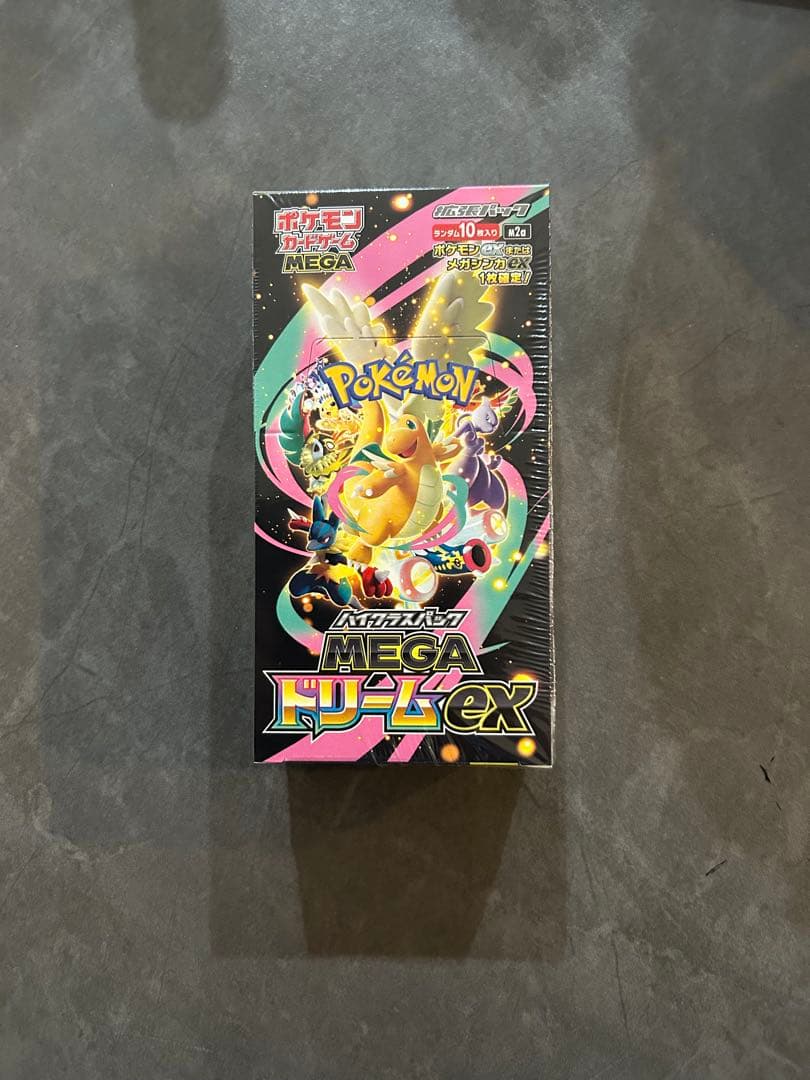 ポケモン
カードゲーム
MEGA
拡張パック
ランダム10枚入り M2a
ポケモンexまたは
メガシンカex
1枚確定!
POKéMON
ハイクラスパック
MEGA
ドリームex